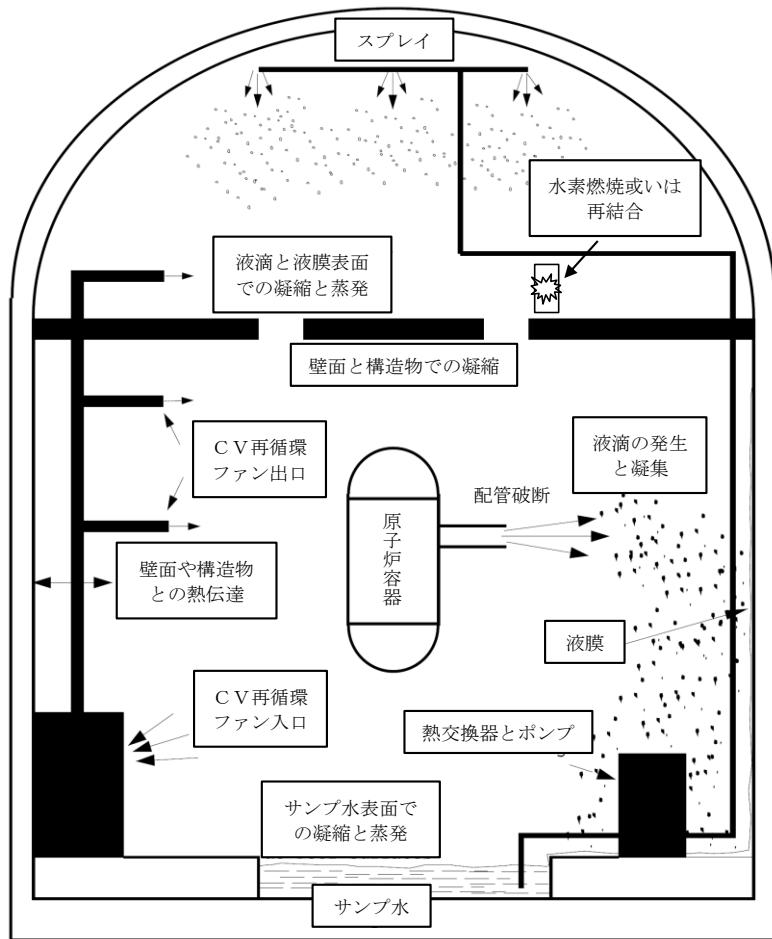 スプレイ
水素燃焼或いは
再結合
液滴と液膜表面
での凝縮と蒸発
壁面と構造物での凝縮
ＣＶ再循環
ファン出口
液滴の発生
と凝集
配管破断
原子炉容器
壁面や構造物
との熱伝達
液膜
ＣＶ再循環
ファン入口
熱交換器とポンプ
サンプ水表面で
の凝縮と蒸発
サンプ水